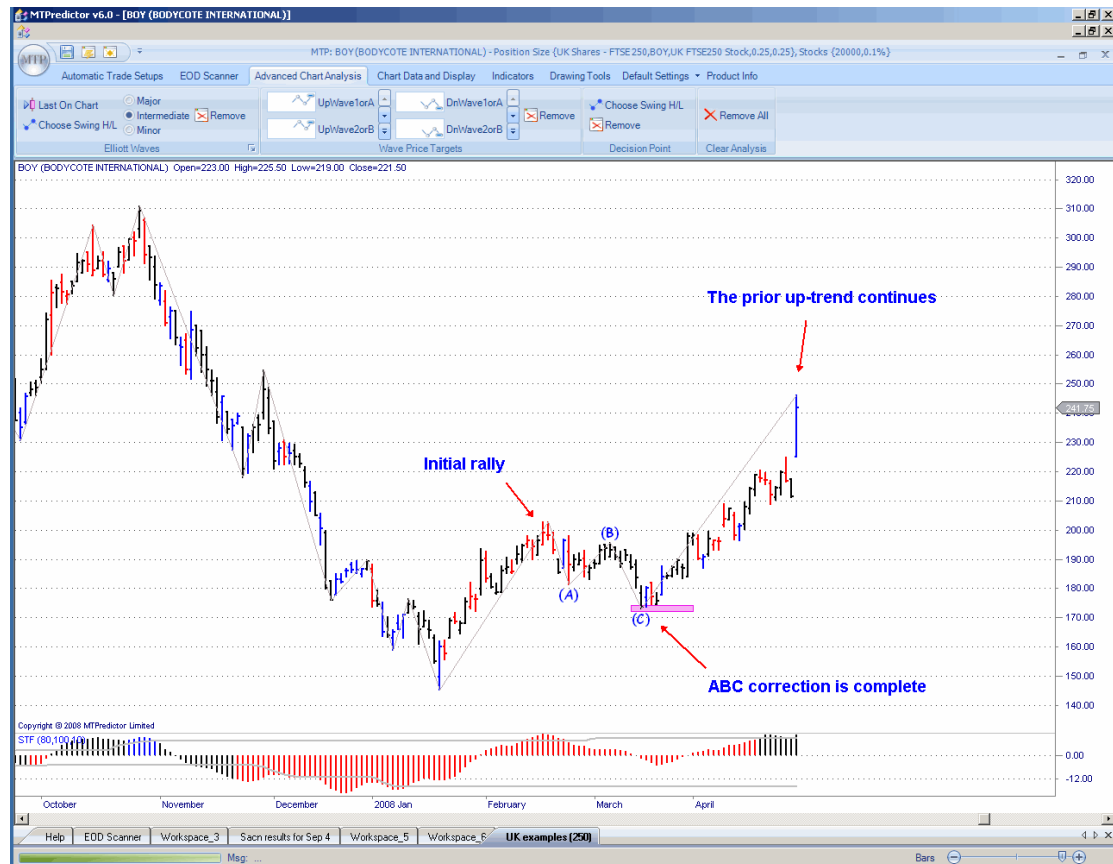 MTPredictor v6.0 - [BOY (BODYCOTE INTERNATIONAL)]
MTP: BOY(BODYCOTE INTERNATIONAL) - Position Size {UK Shares - FTSE250,BOY,UK FTSE250 Stock,0.25,0.25}, Stocks {20000,0.1%}
MTP
Automatic Trade Setups EOD Scanner Advanced Chart Analysis Chart Data and Display Indicators Drawing Tools Default Settings Product Info
Last On Chart Major UpWave1orA DnWave1orA Choose Swing H/L Remove All
Choose Swing H/L Intermediate Remove Remove Remove
Minor UpWave2orB DnWave2orB
Elliott Waves Wave Price Targets Decision Point Clear Analysis
BOY (BODYCOTE INTERNATIONAL) Open=223.00 High=225.50 Low=219.00 Close=221.50
320.00
310.00
300.00
290.00
The prior up-trend continues
280.00
270.00
260.00
250.00
241.75
230.00
Initial rally
220.00
210.00
200.00
(B)
190.00
(A)
180.00
170.00
(C)
160.00
ABC correction is complete
150.00
140.00
Copyright © 2008 MTPredictor Limited
STF (80,100,10)
0.00
-12.00
October November December 2008 Jan February March April
Help EOD Scanner Workspace_3 Sacn results for Sep 4 Workspace_5 Workspace_6 UK examples (250)
Msg: ... Bars